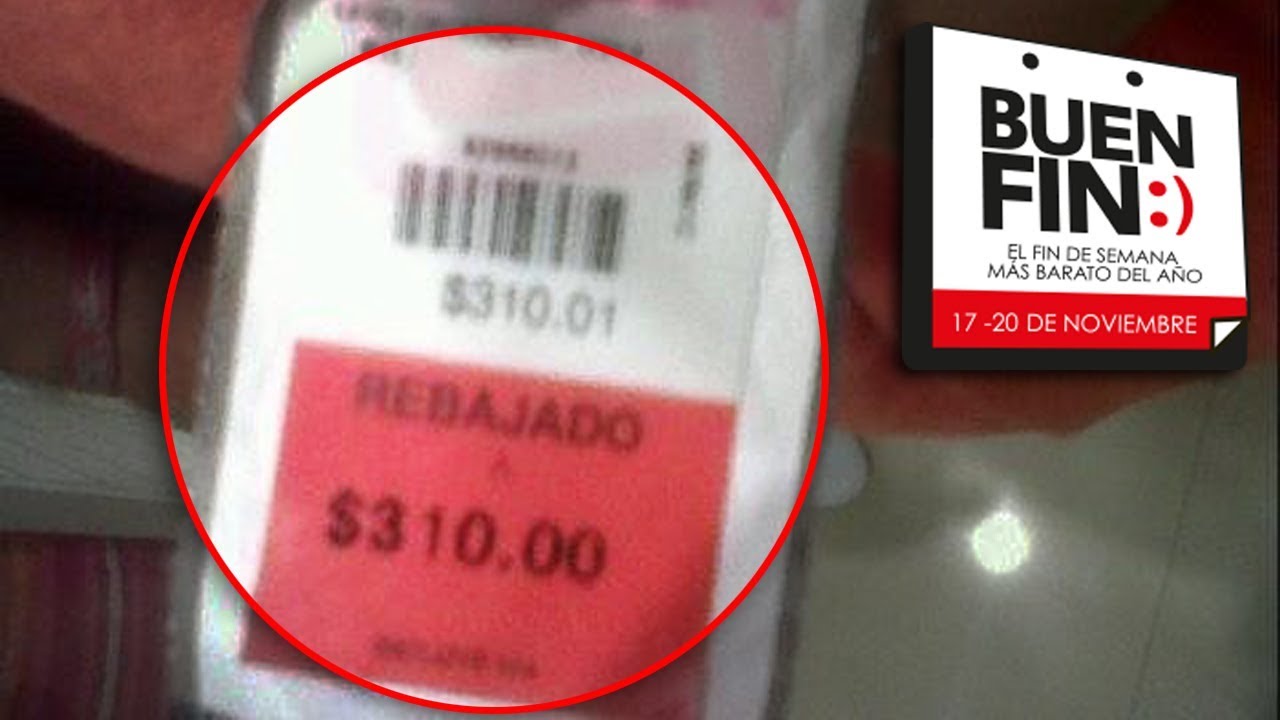 $310.01
REBAJADO
A
$310.00
BUEN
FIN:)
EL FIN DE SEMANA
MÁS BARATO DEL AÑO
17 -20 DE NOVIEMBRE